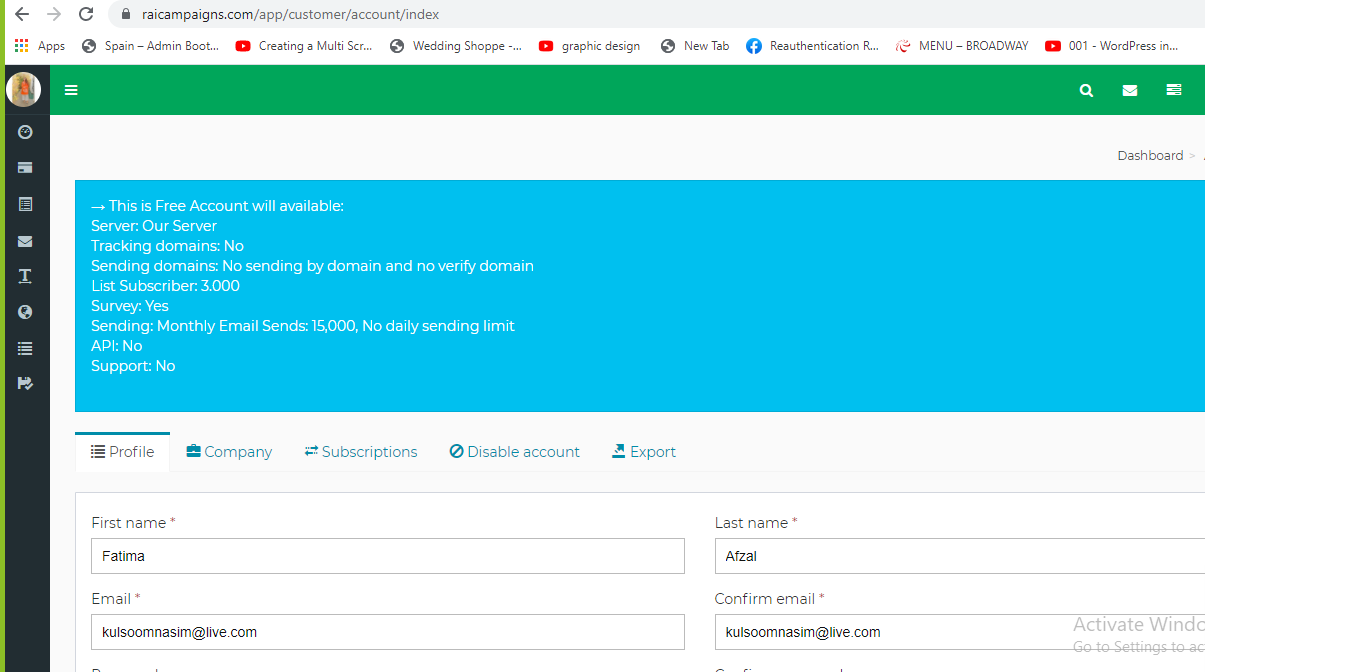 raicampaigns.com/app/customer/account/index
Apps Spain – Admin Boot... Creating a Multi Scr... Wedding Shoppe -... graphic design New Tab Reauthentication R... MENU – BROADWAY 001 - WordPress in...
Dashboard >
→ This is Free Account will available:
Server: Our Server
Tracking domains: No
Sending domains: No sending by domain and no verify domain
List Subscriber: 3.000
Survey: Yes
Sending: Monthly Email Sends: 15,000, No daily sending limit
API: No
Support: No
Profile Company Subscriptions Disable account Export
First name * Last name *
Fatima Afzal
Email * Confirm email *
kulsoomnasim@live.com kulsoomnasim@live.com
Activate Windo
Go to Settings to ac